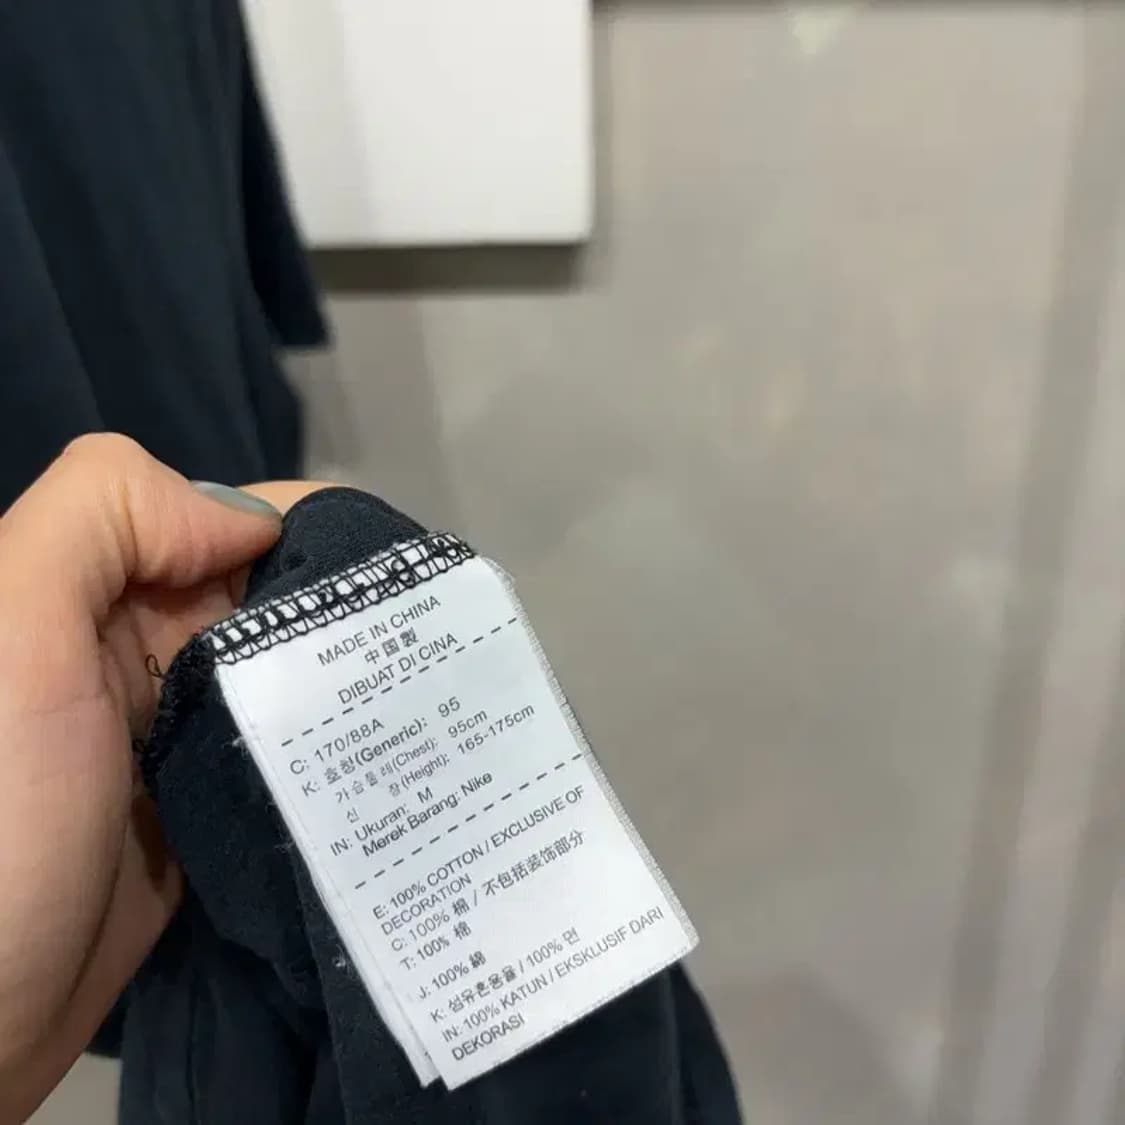 MADE IN CHINA
中国製
DIBUAT DI CINA
C: 170/88A
K: 호칭(Generic): 95
가슴둘레(Chest): 95cm
신 장(Height): 165-175cm
IN: Ukuran: M
Merek Barang: Nike
E: 100% COTTON / EXCLUSIVE OF
DECORATION
C: 100% 棉 / 不包括装饰部分
T: 100% 棉
J: 100% 綿
K: 섬유혼용율 / 100% 면
IN: 100% KATUN / EKSKLUSIF DARI
DEKORASI